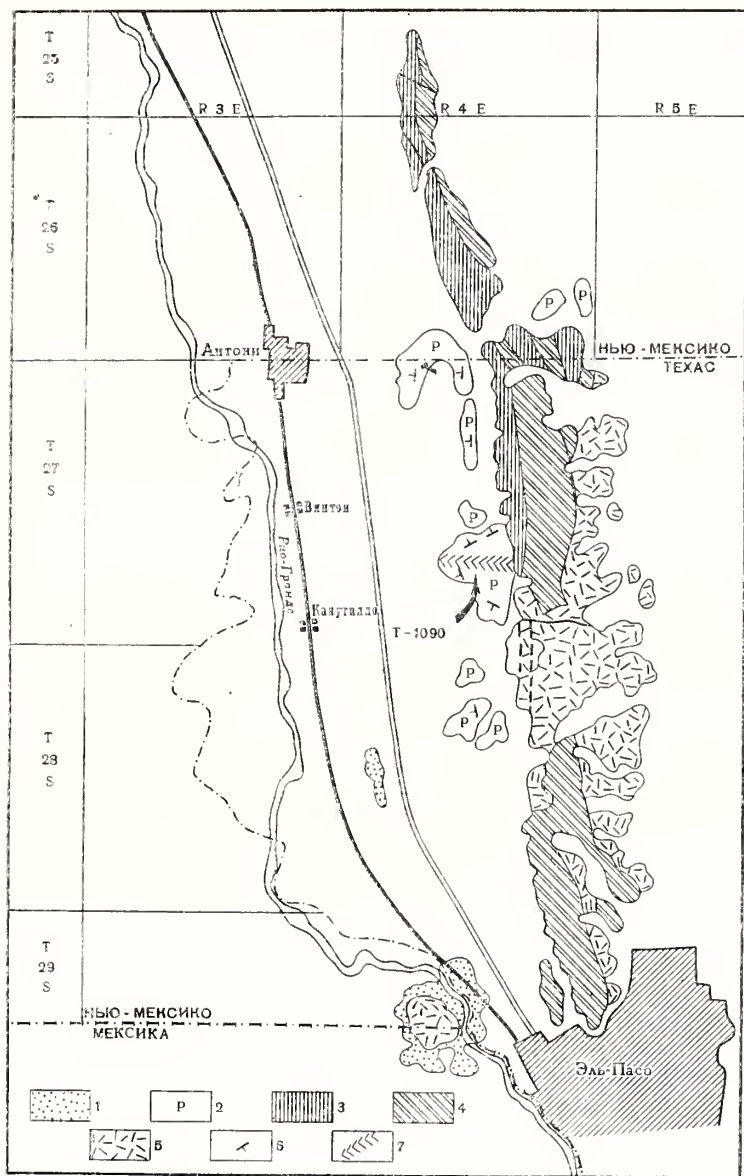 T
25
S
R 3 E
R 4 E
R 5 E
T
26
S
P
P
P
Антони
НЬЮ-МЕКСИКО
ТЕХАС
P
T
27
S
Винтон
P
P
Рио-Гранде
Канутилло
T-1090
P
P
P
T
28
S
T
29
S
НЬЮ-МЕКСИКО
МЕКСИКА
Эль-Пасо
1
P
2
3
4
5
6
7